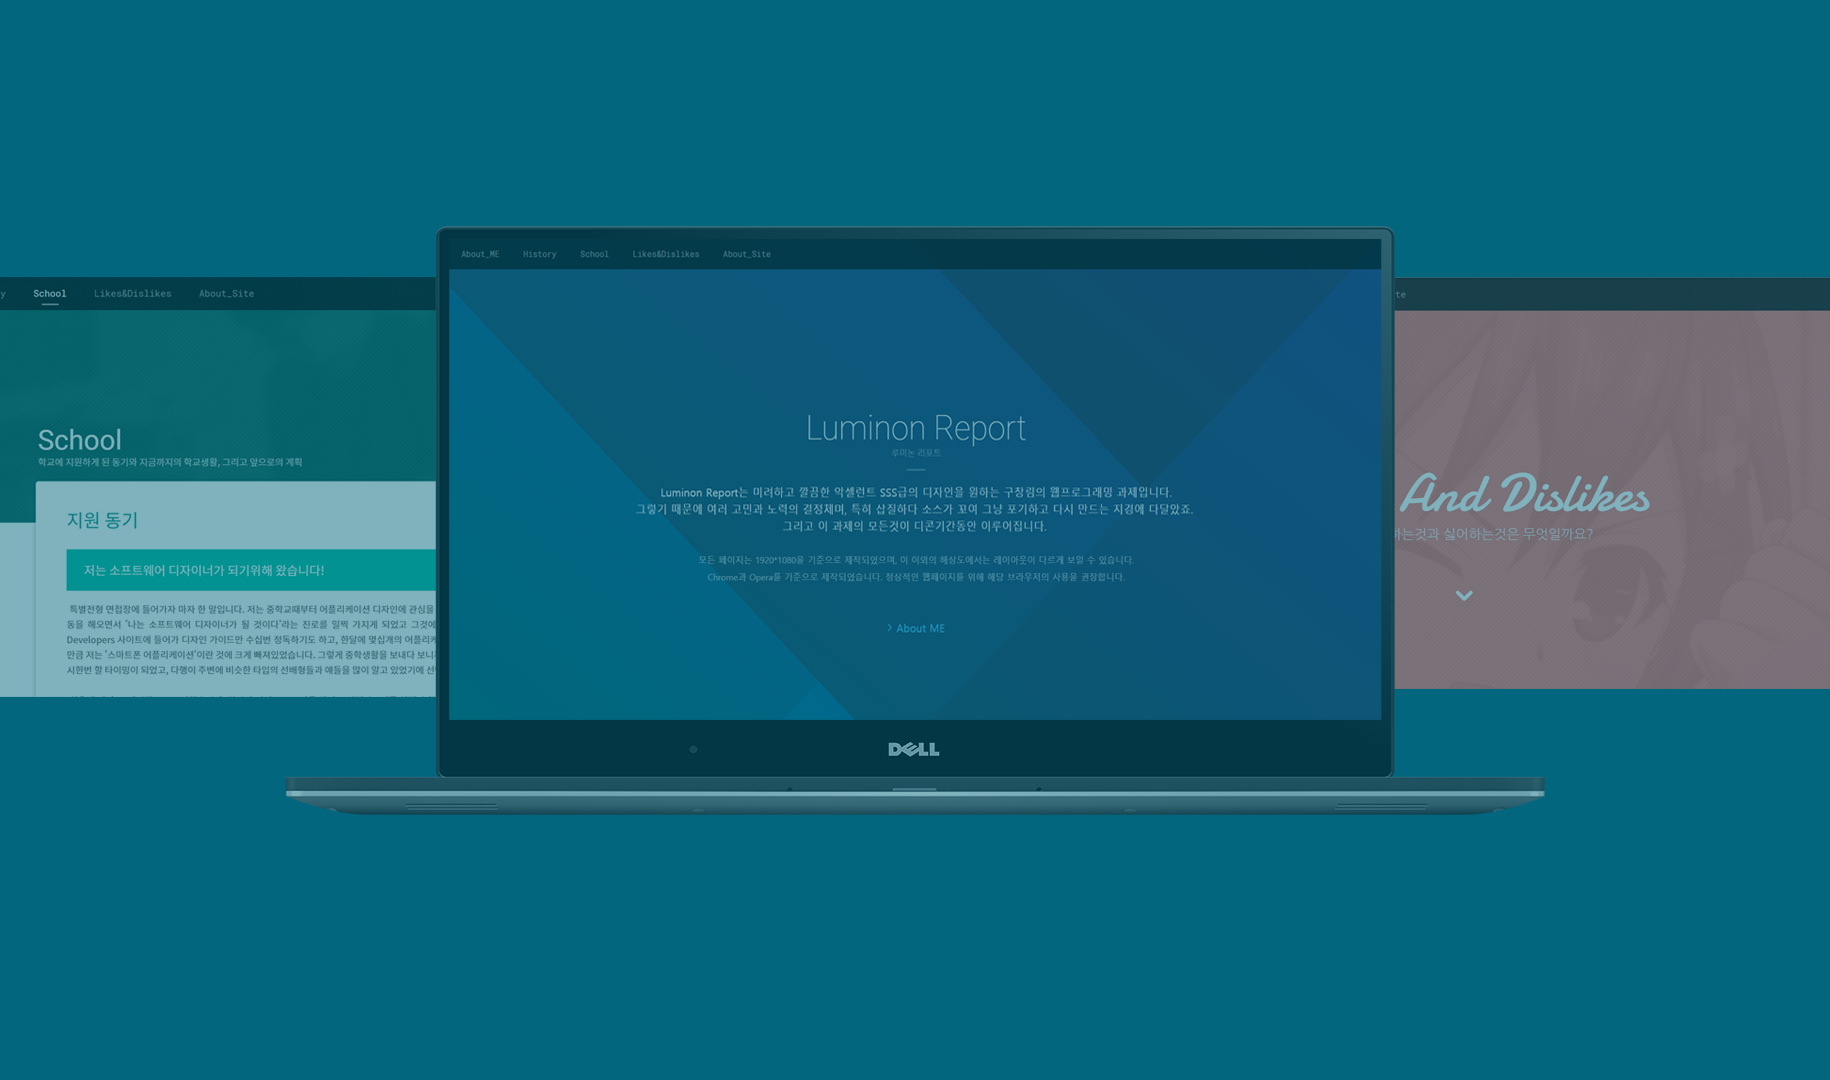 About_ME History School Likes&Dislikes About_Site
Luminon Report
루미논 리포트
Luminon Report는 미려하고 깔끔한 악셀런트 SSS급의 디자인을 원하는 구창림의 웹프로그래밍 과제입니다.
그렇기 때문에 여러 고민과 노력의 결정체며, 특히 삽질하다 소스가 꼬여 그냥 포기하고 다시 만드는 지경에 다달았죠.
그리고 이 과제의 모든것이 디콘기간동안 이루어집니다.
모든 페이지는 1920*1080을 기준으로 제작되었으며, 이 이외의 해상도에서는 레이아웃이 다르게 보일 수 있습니다.
Chrome과 Opera를 기준으로 제작되었습니다. 정상적인 웹페이지를 위해 해당 브라우저의 사용을 권장합니다.
> About ME
DELL
y School Likes&Dislikes About_Site
School
학교에 지원하게 된 동기와 지금까지의 학교생활, 그리고 앞으로의 계획
지원 동기
저는 소프트웨어 디자이너가 되기위해 왔습니다!
특별전형 면접장에 들어가자 마자 한 말입니다. 저는 중학교때부터 어플리케이션 디자인에 관심을
동을 해오면서 '나는 소프트웨어 디자이너가 될 것이다'라는 진로를 일찍 가지게 되었고 그것에
Developers 사이트에 들어가 디자인 가이드만 수십번 정독하기도 하고, 한달에 몇십개의 어플리케
만큼 저는 '스마트폰 어플리케이션'이란 것에 크게 빠져있었습니다. 그렇게 중학생활을 보내다 보니
시한번 할 타이밍이 되었고, 다행이 주변에 비슷한 타입의 선배형들과 얘들을 많이 알고 있었기에 선
te
And Dislikes
하는것과 싫어하는것은 무엇일까요?